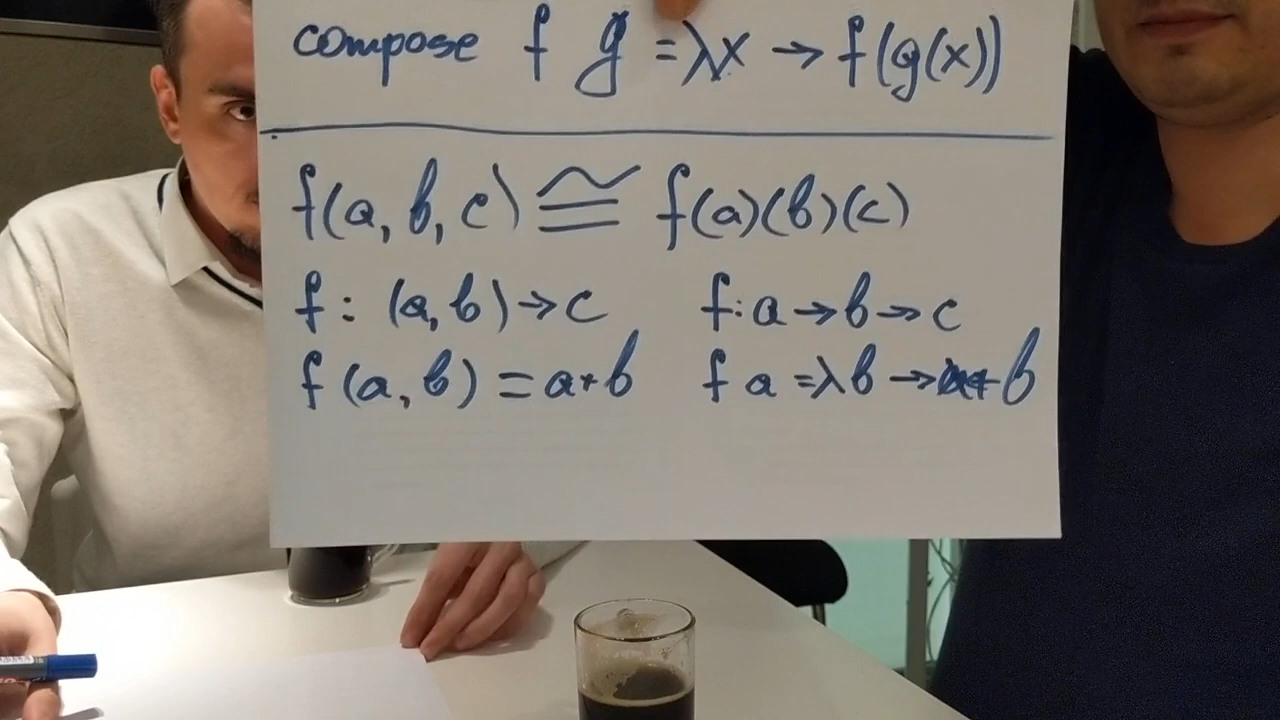 compose f g = λx → f(g(x))
f(a, b, c) ≅ f(a)(b)(c)
f : (a, b) → c f: a → b → c
f (a, b) = a + b f a = λb → a + b